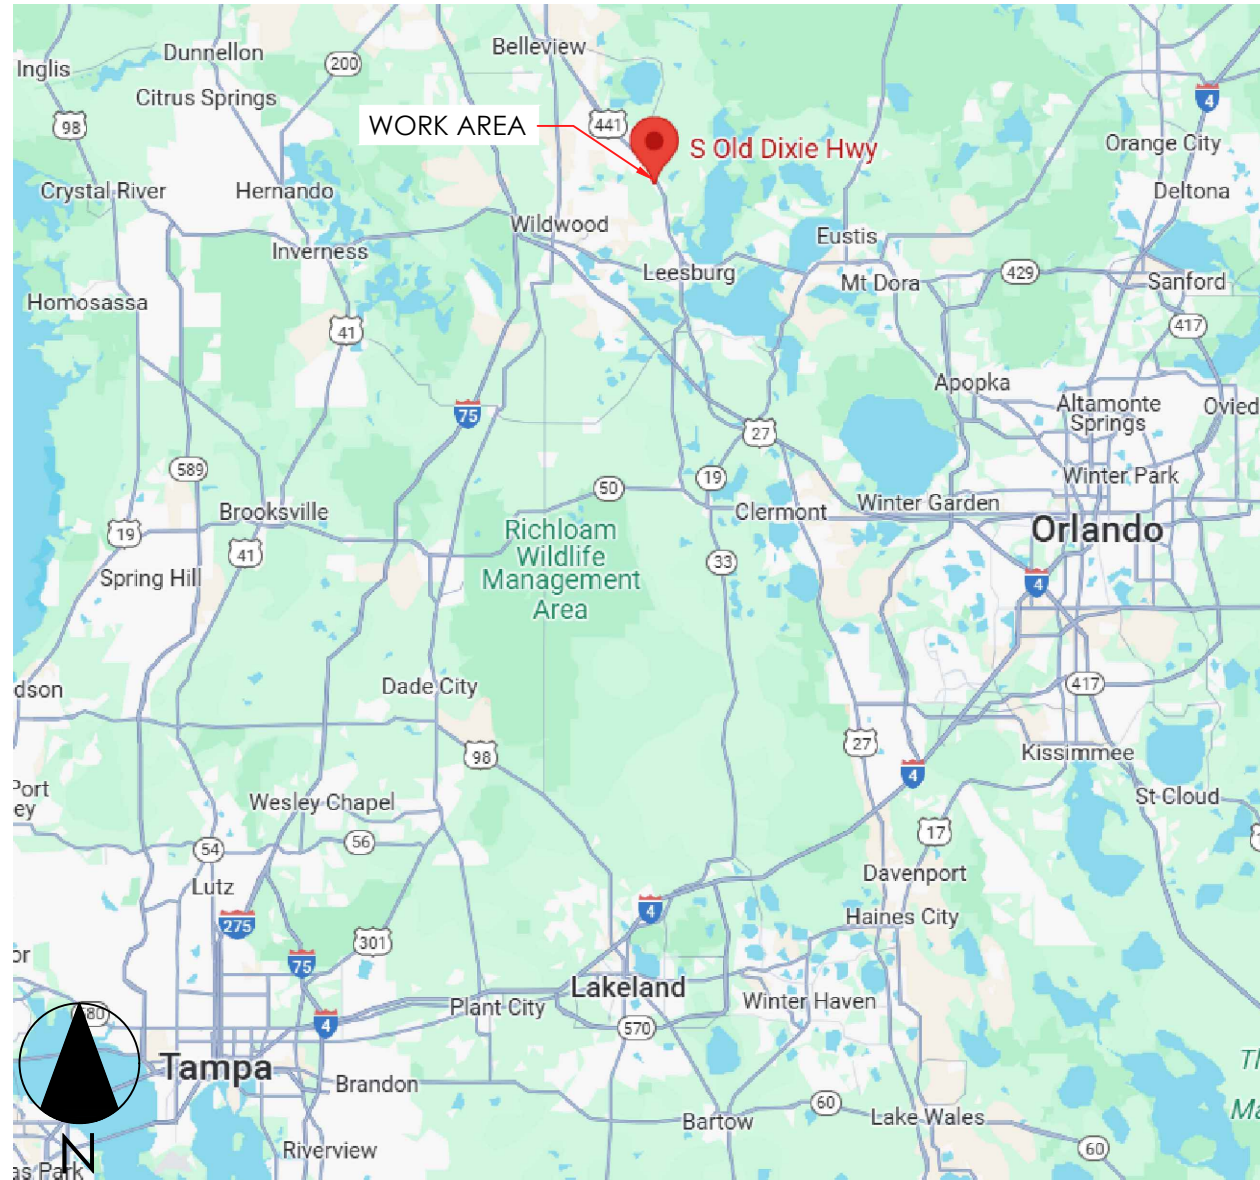 Belleview
Dunnellon
Inglis
200
Citrus Springs
4
98
WORK AREA
441
S Old Dixie Hwy
Orange City
Crystal River
Hernando
Deltona
Wildwood
Inverness
Eustis
Leesburg
429
Mt Dora
Sanford
Homosassa
41
417
75
Apopka
Altamonte
Springs
Ovied
27
589
19
Winter Park
50
Winter Garden
Brooksville
Clermont
19
Richloam
Wildlife
Management
Area
Orlando
41
33
Spring Hill
4
dson
Dade City
417
27
98
Kissimmee
4
Port
ey
Wesley Chapel
St Cloud
17
56
54
Davenport
Lutz
4
Haines City
275
301
or
75
Lakeland
Plant City
Winter Haven
4
570
Tampa
Brandon
60
Bartow
Lake Wales
Riverview
60
N
as Park